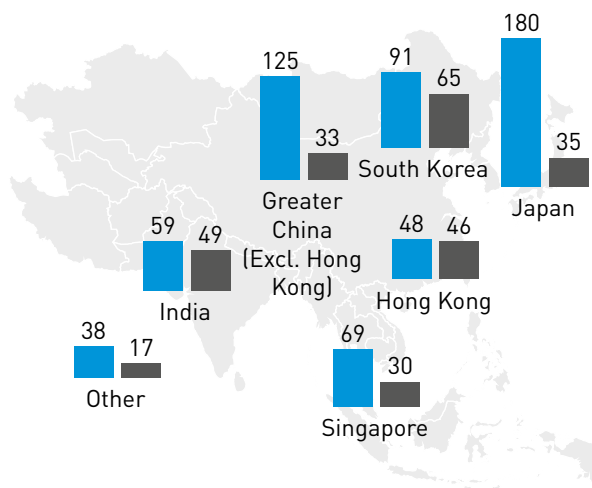 180
125
91
65
33
35
South Korea
Greater
China
(Excl. Hong
Kong)
Japan
59
49
48
46
India
Hong Kong
69
38
17
30
Other
Singapore